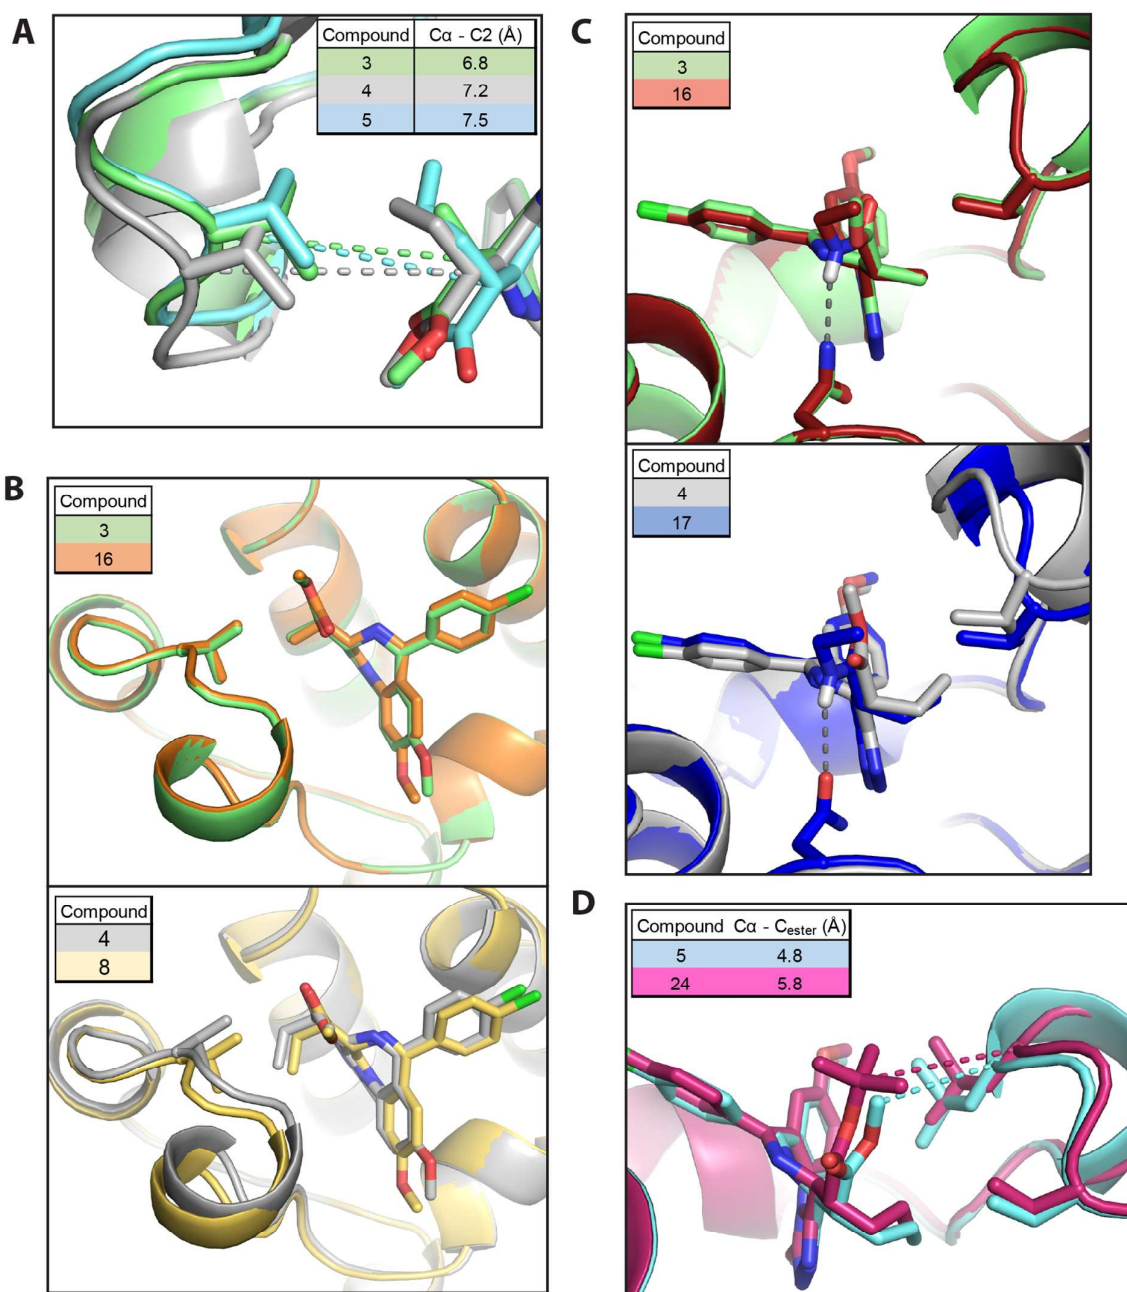 A
Compound Cα - C2 (Å)
3 6.8
4 7.2
5 7.5
B
Compound
3
16
Compound
4
8
C
Compound
3
16
Compound
4
17
D
Compound Cα - Cester (Å)
5 4.8
24 5.8